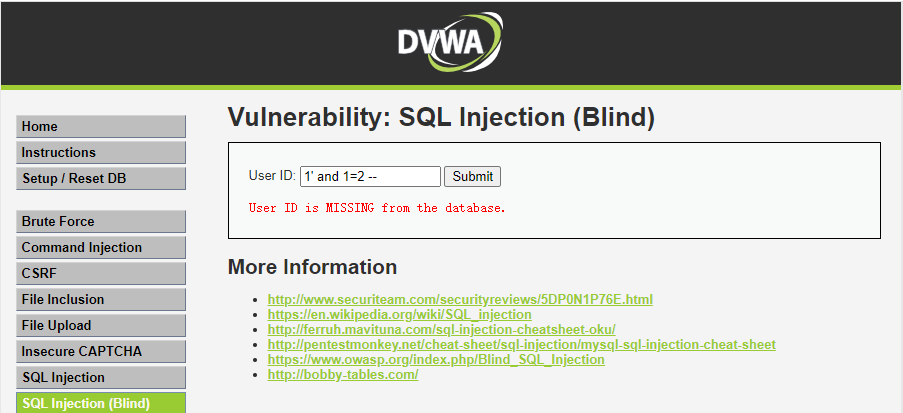 DVWA
Vulnerability: SQL Injection (Blind)
Home
Instructions
Setup / Reset DB
Brute Force
Command Injection
CSRF
File Inclusion
File Upload
Insecure CAPTCHA
SQL Injection
SQL Injection (Blind)
User ID: 1' and 1=2 -- Submit
User ID is MISSING from the database.
More Information
http://www.securiteam.com/securityreviews/5DP0N1P76E.html
https://en.wikipedia.org/wiki/SQL_injection
http://ferruh.mavituna.com/sql-injection-cheatsheet-oku/
http://pentestmonkey.net/cheat-sheet/sql-injection/mysql-sql-injection-cheat-sheet
https://www.owasp.org/index.php/Blind_SQL_Injection
http://bobby-tables.com/